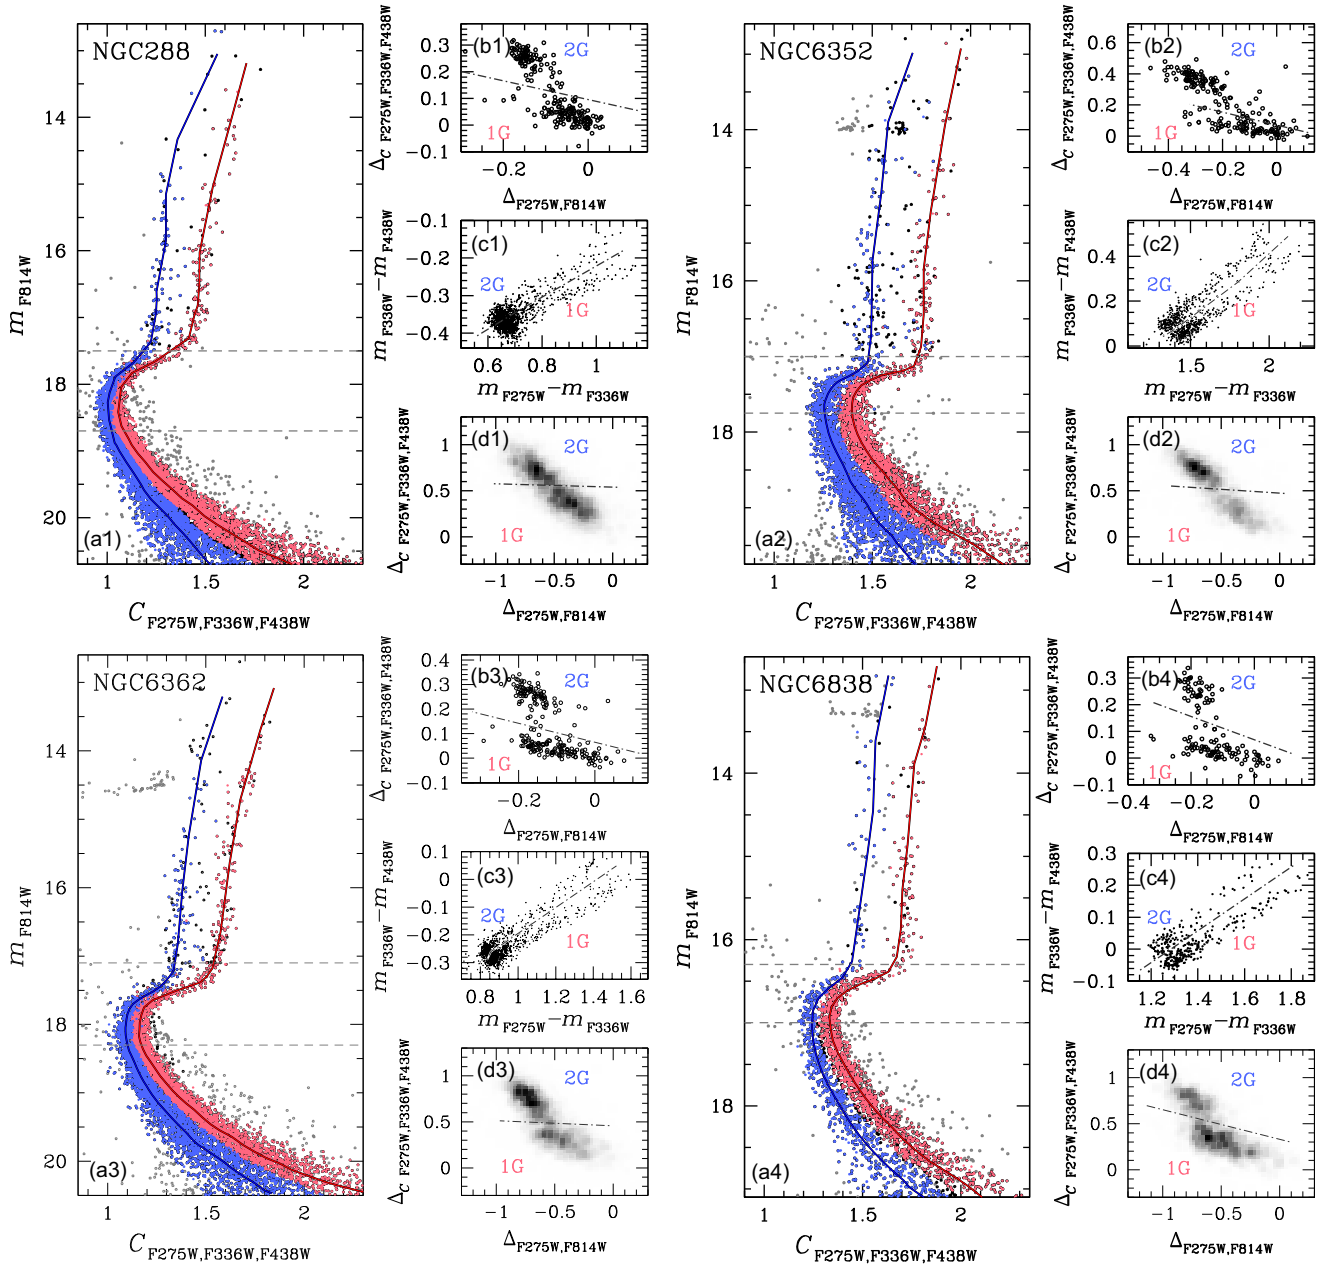 NGC288
14
16
18
20
m F814W
(a1)
1
1.5
2
C F275W,F336W,F438W
Δ C F275W,F336W,F438W
0.3
0.2
0.1
0
−0.1
(b1)
2G
1G
−0.2
0
Δ F275W,F814W
m F336W − m F438W
−0.1
−0.2
−0.3
−0.4
(c1)
2G
1G
0.6
0.8
1
m F275W − m F336W
Δ C F275W,F336W,F438W
1
0.5
0
(d1)
2G
1G
−1
−0.5
0
Δ F275W,F814W
NGC6352
14
16
18
m F814W
(a2)
1
1.5
2
C F275W,F336W,F438W
Δ C F275W,F336W,F438W
0.6
0.4
0.2
0
(b2)
2G
1G
−0.4
−0.2
0
Δ F275W,F814W
m F336W − m F438W
0.4
0.2
0
(c2)
2G
1G
1.5
2
m F275W − m F336W
Δ C F275W,F336W,F438W
1
0.5
0
(d2)
2G
1G
−1
−0.5
0
Δ F275W,F814W
NGC6362
14
16
18
20
m F814W
(a3)
1
1.5
2
C F275W,F336W,F438W
Δ C F275W,F336W,F438W
0.4
0.3
0.2
0.1
0
−0.1
(b3)
2G
1G
−0.2
0
Δ F275W,F814W
m F336W − m F438W
0.1
0
−0.1
−0.2
−0.3
(c3)
2G
1G
0.8
1
1.2
1.4
1.6
m F275W − m F336W
Δ C F275W,F336W,F438W
1
0.5
0
(d3)
2G
1G
−1
−0.5
0
Δ F275W,F814W
NGC6838
14
16
18
m F814W
(a4)
1
1.5
2
C F275W,F336W,F438W
Δ C F275W,F336W,F438W
0.3
0.2
0.1
0
−0.1
(b4)
2G
1G
−0.4
−0.2
0
Δ F275W,F814W
m F336W − m F438W
0.3
0.2
0.1
0
−0.1
(c4)
2G
1G
1.2
1.4
1.6
1.8
m F275W − m F336W
Δ C F275W,F336W,F438W
1
0.5
0
(d4)
2G
1G
−1
−0.5
0
Δ F275W,F814W